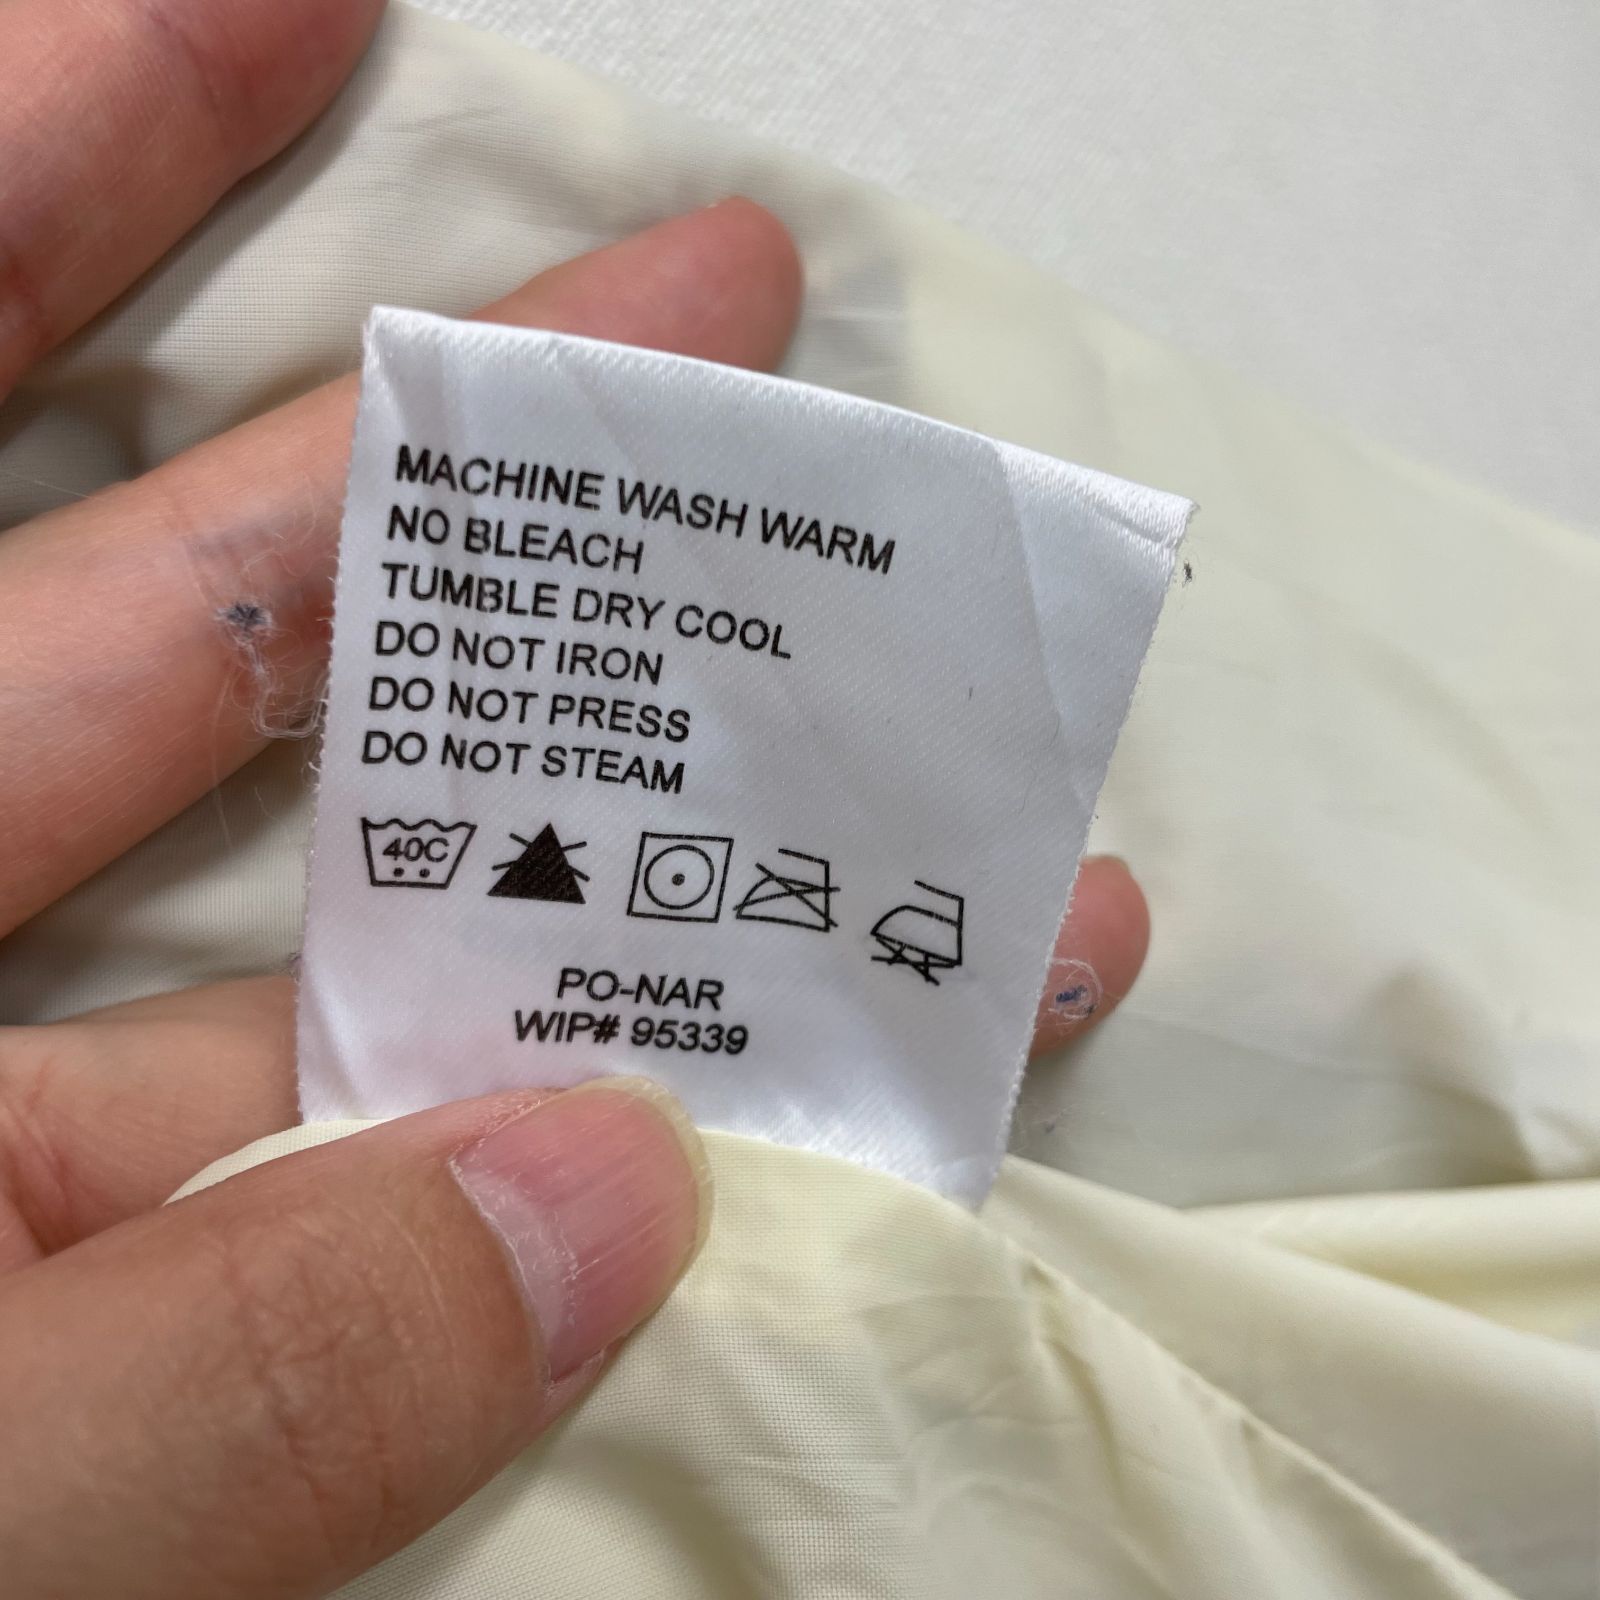 MACHINE WASH WARM
NO BLEACH
TUMBLE DRY COOL
DO NOT IRON
DO NOT PRESS
DO NOT STEAM
40C
PO-NAR
WIP# 95339